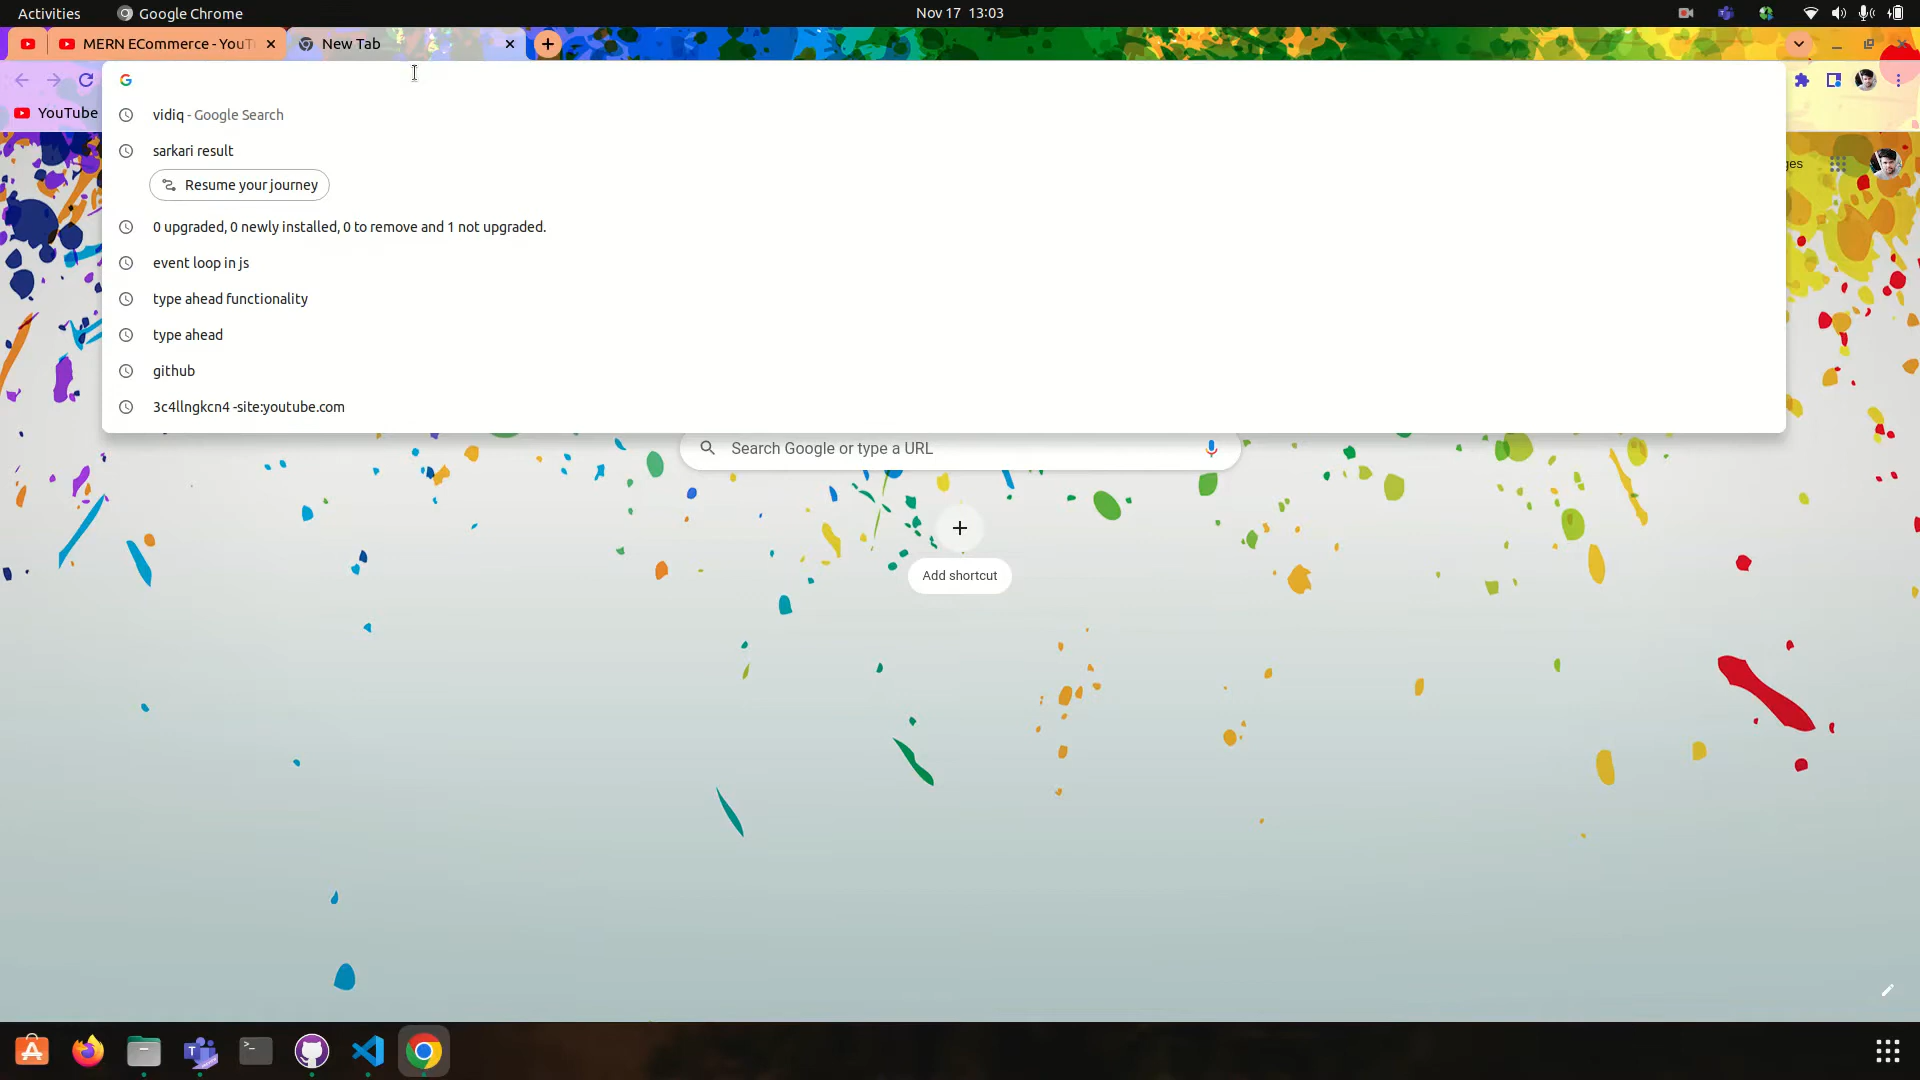 Activities
Google Chrome
Nov 17 13:03
MERN ECommerce - YouT
New Tab
YouTube
vidiq - Google Search
sarkari result
Resume your journey
0 upgraded, 0 newly installed, 0 to remove and 1 not upgraded.
event loop in js
type ahead functionality
type ahead
github
3c4llngkcn4 -site:youtube.com
ges
Search Google or type a URL
Add shortcut